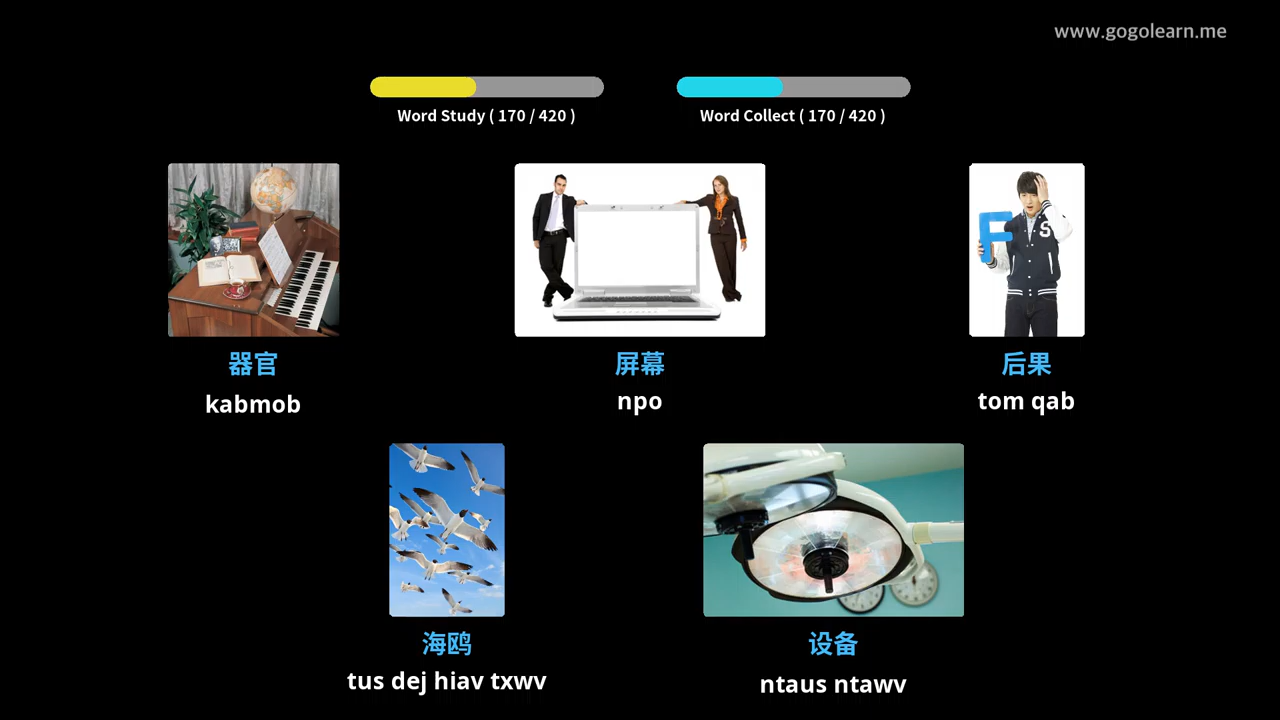 www.gogolearn.me
Word Study ( 170 / 420 )
Word Collect ( 170 / 420 )
器官
kabmob
屏幕
npo
F
S
后果
tom qab
海鸥
tus dej hiav txwv
设备
ntaus ntawv